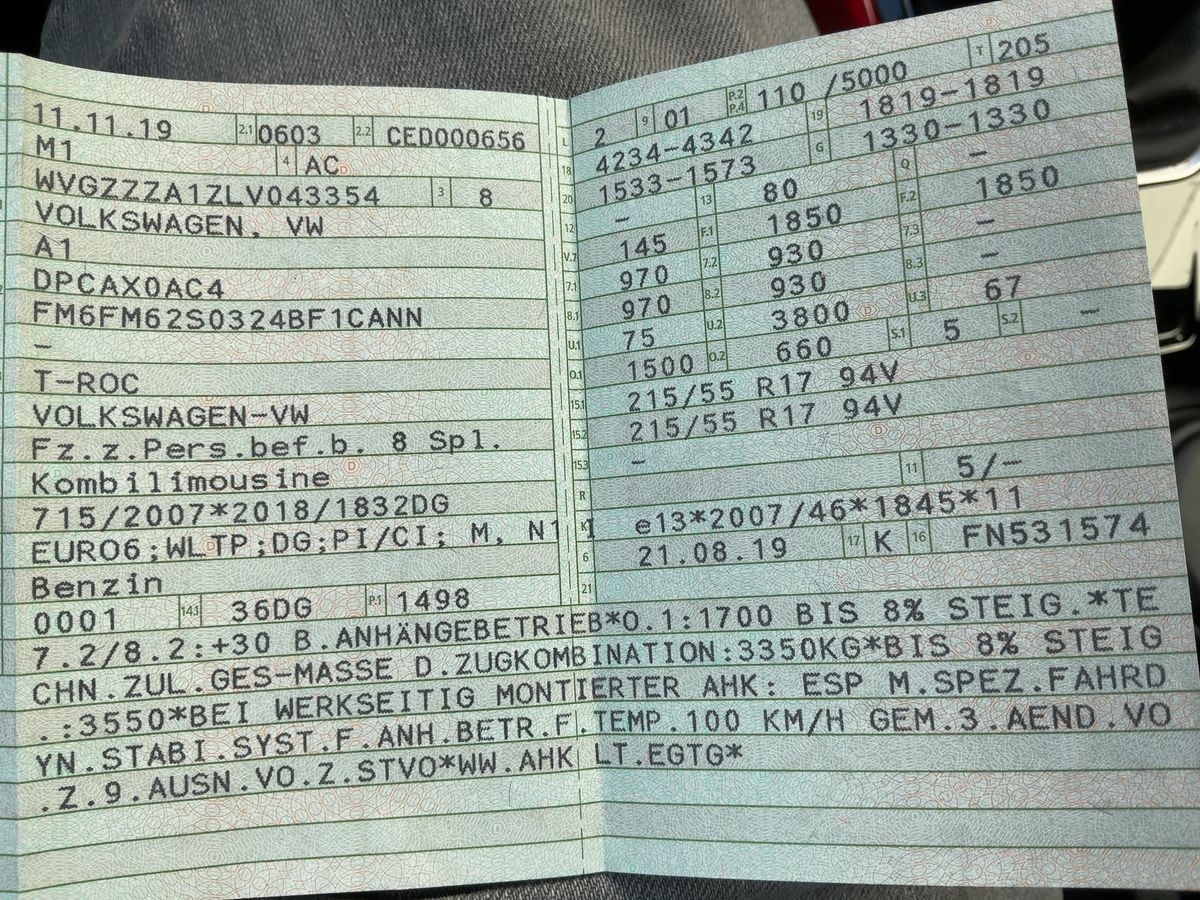 11.11.19 2.1 0603 2.2 CED000656
M1 4 AC
WVGZZZA1ZLV043354 3 8
VOLKSWAGEN, VW
A1
DPCAX0AC4
FM6FM62S0324BF1CANN
–
T-ROC
VOLKSWAGEN-VW
Fz.z.Pers.bef.b. 8 Spl.
Kombilimousine
715/2007*2018/1832DG
EURO6;WLTP;DG;PI/CI; M, N1 I
Benzin
0001 14.1 36DG P.1 1498
L 2 9 01 P.2 P.4 110 /5000 T 205
18 4234-4342 19 1819-1819
20 1533-1573 G 1330-1330
12 – 13 80 Q –
V.7 145 F.1 1850 F.2 1850
7.1 970 7.2 930 7.3 –
8.1 970 8.2 930 8.3 –
U.1 75 U.2 3800 U.3 67
O.1 1500 O.2 660 S.1 5 S.2 –
15.1 215/55 R17 94V
15.2 215/55 R17 94V
15.3 –
R 11 5/–
K e13*2007/46*1845*11
6 21.08.19 17 K 16 FN531574
21
7.2/8.2:+30 B.ANHÄNGEBETRIEB*O.1:1700 BIS 8% STEIG.*TE
CHN.ZUL.GES-MASSE D.ZUGKOMBINATION:3350KG*BIS 8% STEIG
.:3550*BEI WERKSEITIG MONTIERTER AHK: ESP M.SPEZ.FAHRD
YN.STABI.SYST.F.ANH.BETR.F.TEMP.100 KM/H GEM.3.AEND.VO
.Z.9.AUSN.VO.Z.STVO*WW.AHK LT.EGTG*